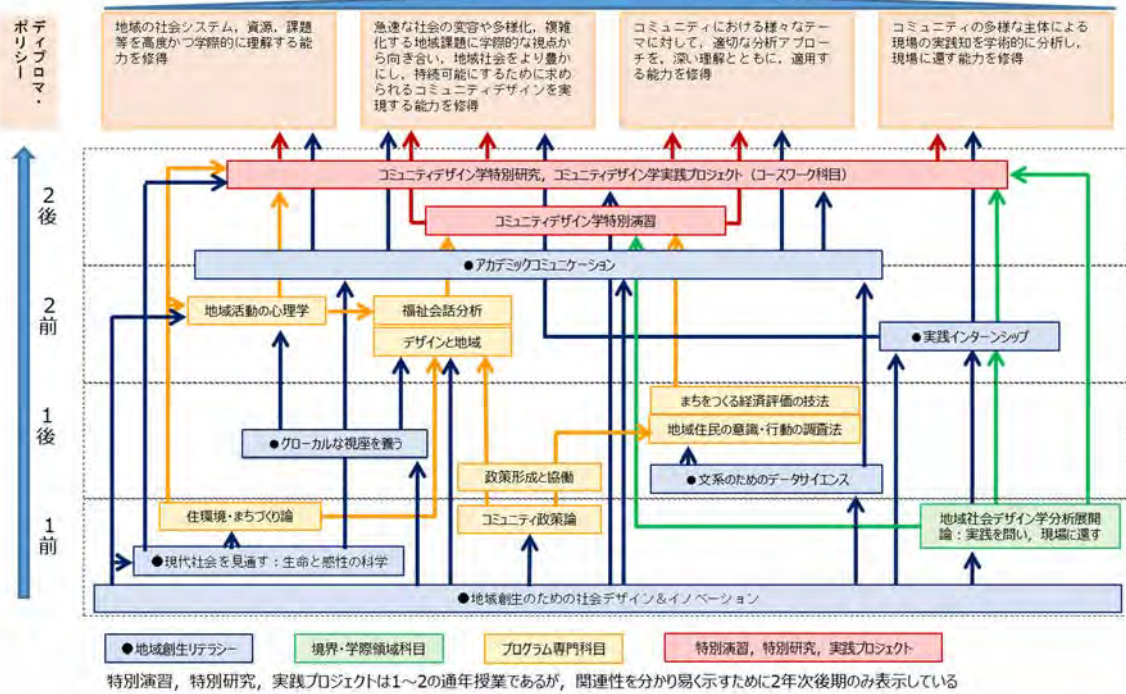 ディプロマ・
ポリシー
地域の社会システム，資源，課題
等を高度かつ学際的に理解する能
力を修得
急速な社会の変容や多様化，複雑
化する地域課題に学際的な視点か
ら向き合い，地域社会をより豊か
にし，持続可能にするために求め
られるコミュニティデザインを実
現する能力を修得
コミュニティにおける様々なテー
マに対して，適切な分析アプロー
チを，深い理解とともに，適用す
る能力を修得
コミュニティの多様な主体による
現場の実践知を学術的に分析し，
現場に還す能力を修得
2後
コミュニティデザイン学特別研究，コミュニティデザイン学実践プロジェクト（コースワーク科目）
コミュニティデザイン学特別演習
●アカデミックコミュニケーション
2前
地域活動の心理学
福祉会話分析
デザインと地域
●実践インターンシップ
1後
まちをつくる経済評価の技法
地域住民の意識・行動の調査法
●グローカルな視座を養う
政策形成と協働
●文系のためのデータサイエンス
1前
住環境・まちづくり論
コミュニティ政策論
地域社会デザイン学分析展開
論：実践を問い，現場に還す
●現代社会を見通す：生命と感性の科学
●地域創生のための社会デザイン＆イノベーション
●地域創生リテラシー
境界・学際領域科目
プログラム専門科目
特別演習，特別研究，実践プロジェクト
特別演習，特別研究，実践プロジェクトは1～2の通年授業であるが，関連性を分かり易く示すために2年次後期のみ表示している